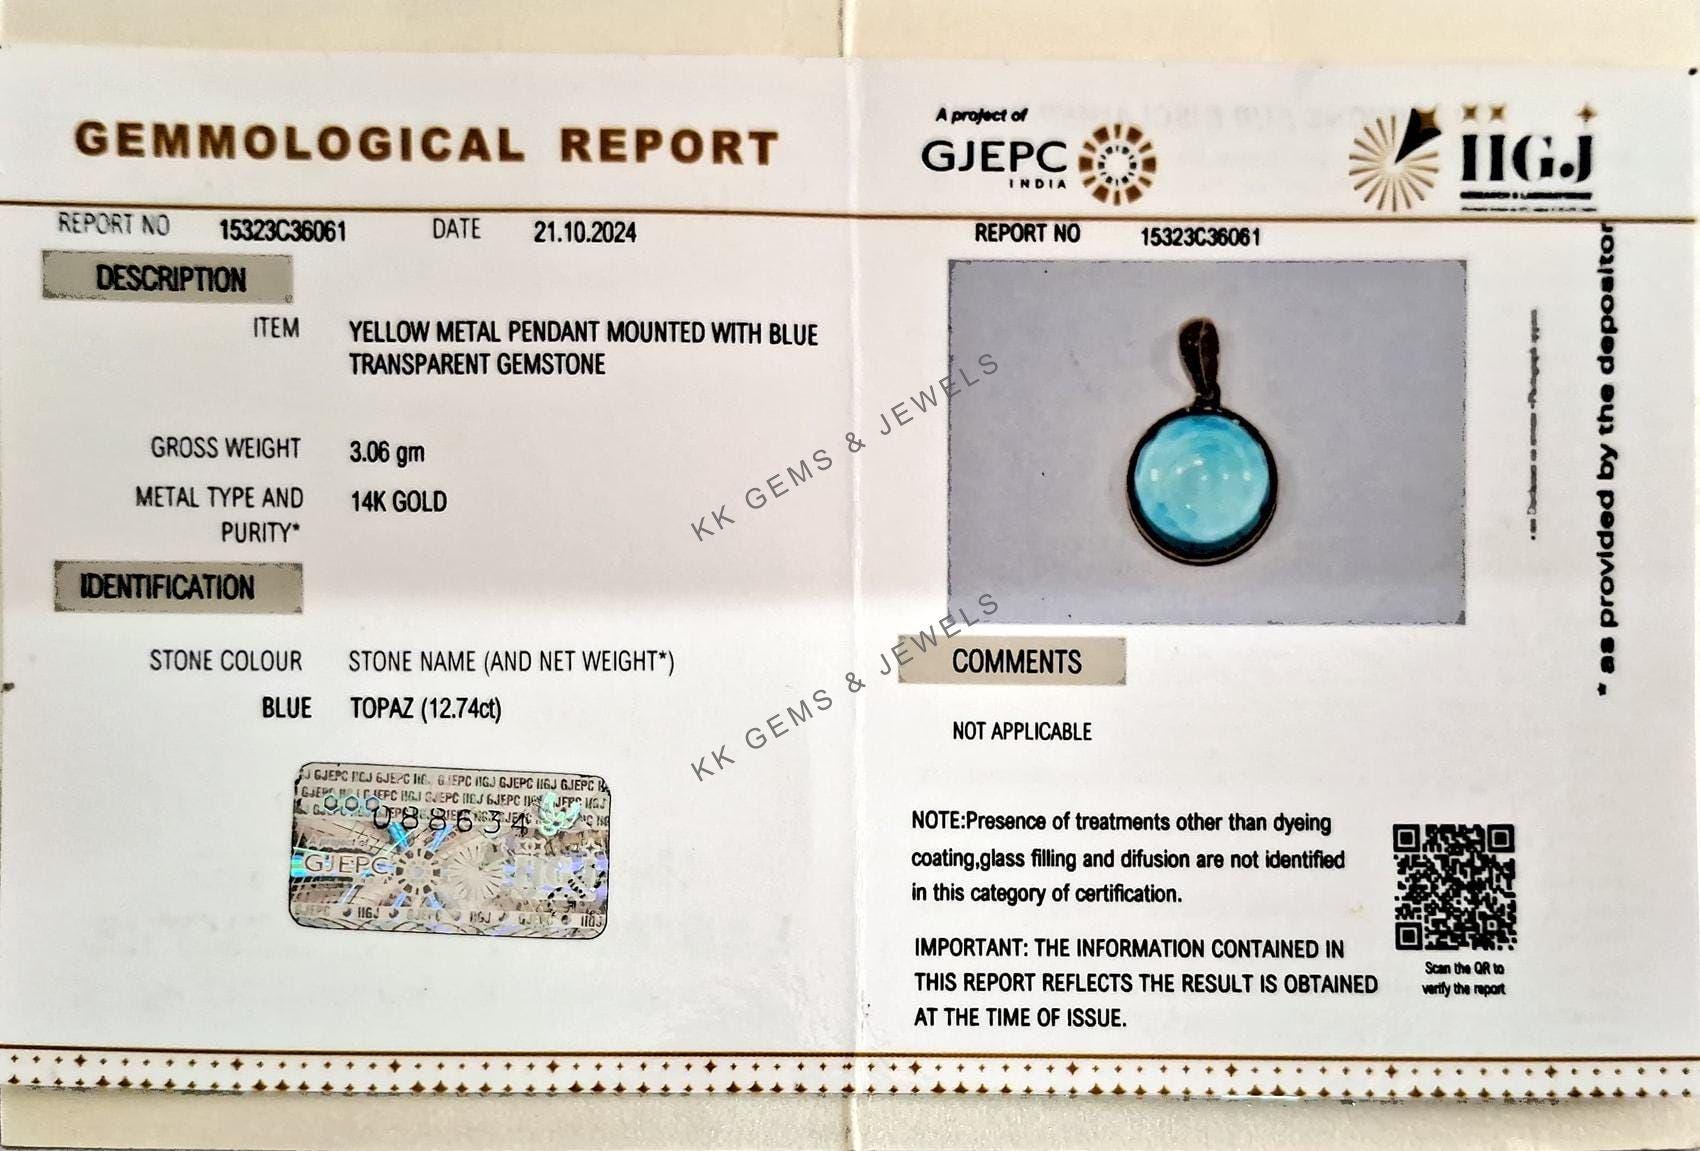 GEMMOLOGICAL REPORT
REPORT NO 15323C36061 DATE 21.10.2024
DESCRIPTION
ITEM YELLOW METAL PENDANT MOUNTED WITH BLUE
TRANSPARENT GEMSTONE
GROSS WEIGHT 3.06 gm
METAL TYPE AND 14K GOLD
PURITY*
IDENTIFICATION
STONE COLOUR STONE NAME (AND NET WEIGHT*)
BLUE TOPAZ (12.74ct)
088634
GJEPC
A project of
GJEPC
INDIA
IIGJ
RESEARCH & LABORATORIES
REPORT NO 15323C36061
* as provided by the depositor
COMMENTS
NOT APPLICABLE
NOTE:Presence of treatments other than dyeing
coating,glass filling and difusion are not identified
in this category of certification.
IMPORTANT: THE INFORMATION CONTAINED IN
THIS REPORT REFLECTS THE RESULT IS OBTAINED
AT THE TIME OF ISSUE.
Scan the QR to
verify the report
KK GEMS & JEWELS
KK GEMS & JEWELS